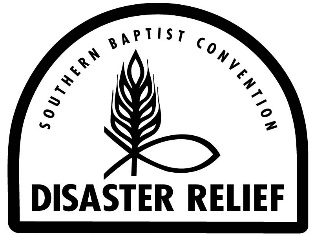 SOUTHERN BAPTIST CONVENTION
DISASTER RELIEF